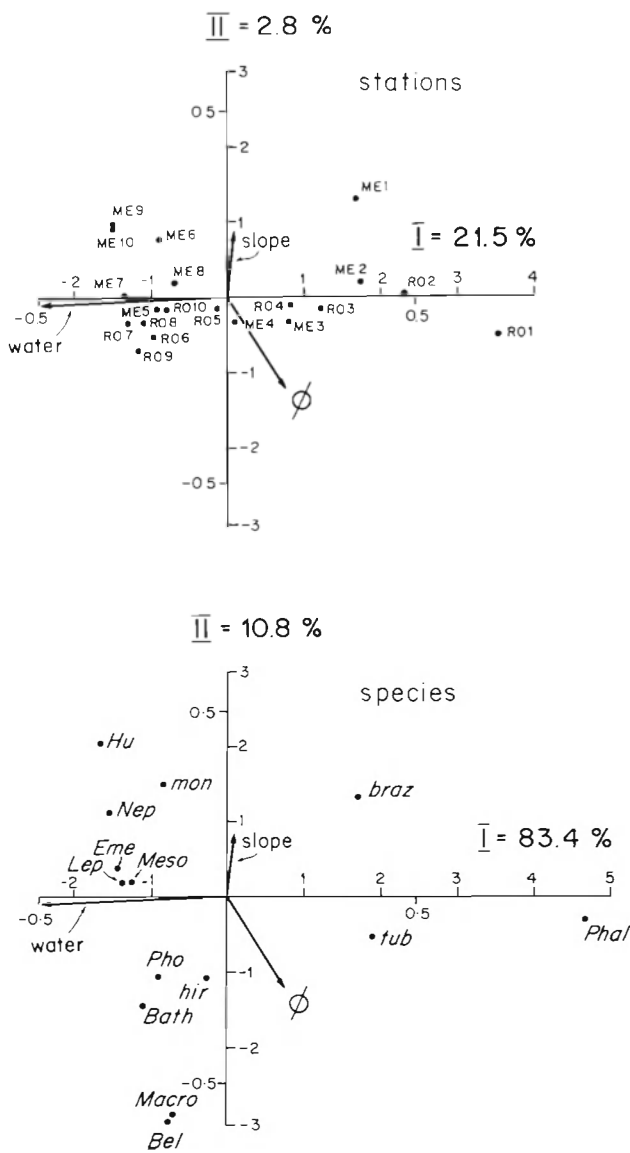 II = 2.8 %
stations
3
0.5
2
1
ME1
ME9
ME10
ME6
slope
I = 21.5 %
ME8
ME2
RO2
ME7
-2
-1
1
2
3
4
-0.5
0.5
ME5
RO10
RO4
RO3
RO7
RO8
RO5
ME4
ME3
RO1
water
RO6
RO9
-1
Ø
-2
-0.5
-3
II = 10.8 %
species
3
0.5
2
Hu
mon
braz
Nep
1
slope
I = 83.4 %
Eme
Lep
Meso
-2
-1
1
2
3
4
5
-0.5
0.5
water
tub
Phal
Pho
hir
-1
Bath
Ø
-2
-0.5
Macro
-3
Bel